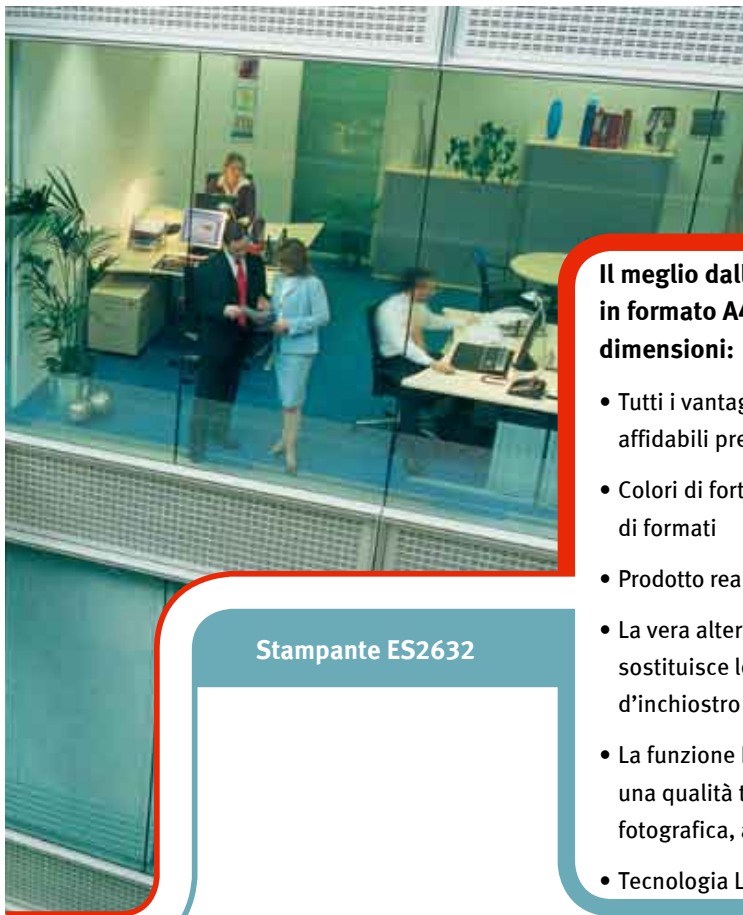 Il meglio dall
in formato A4
dimensioni:
• Tutti i vantag
affidabili pre
• Colori di fort
di formati
• Prodotto rea
• La vera alter
sostituisce l
d’inchiostro
• La funzione
una qualità t
fotografica, a
• Tecnologia L
Stampante ES2632